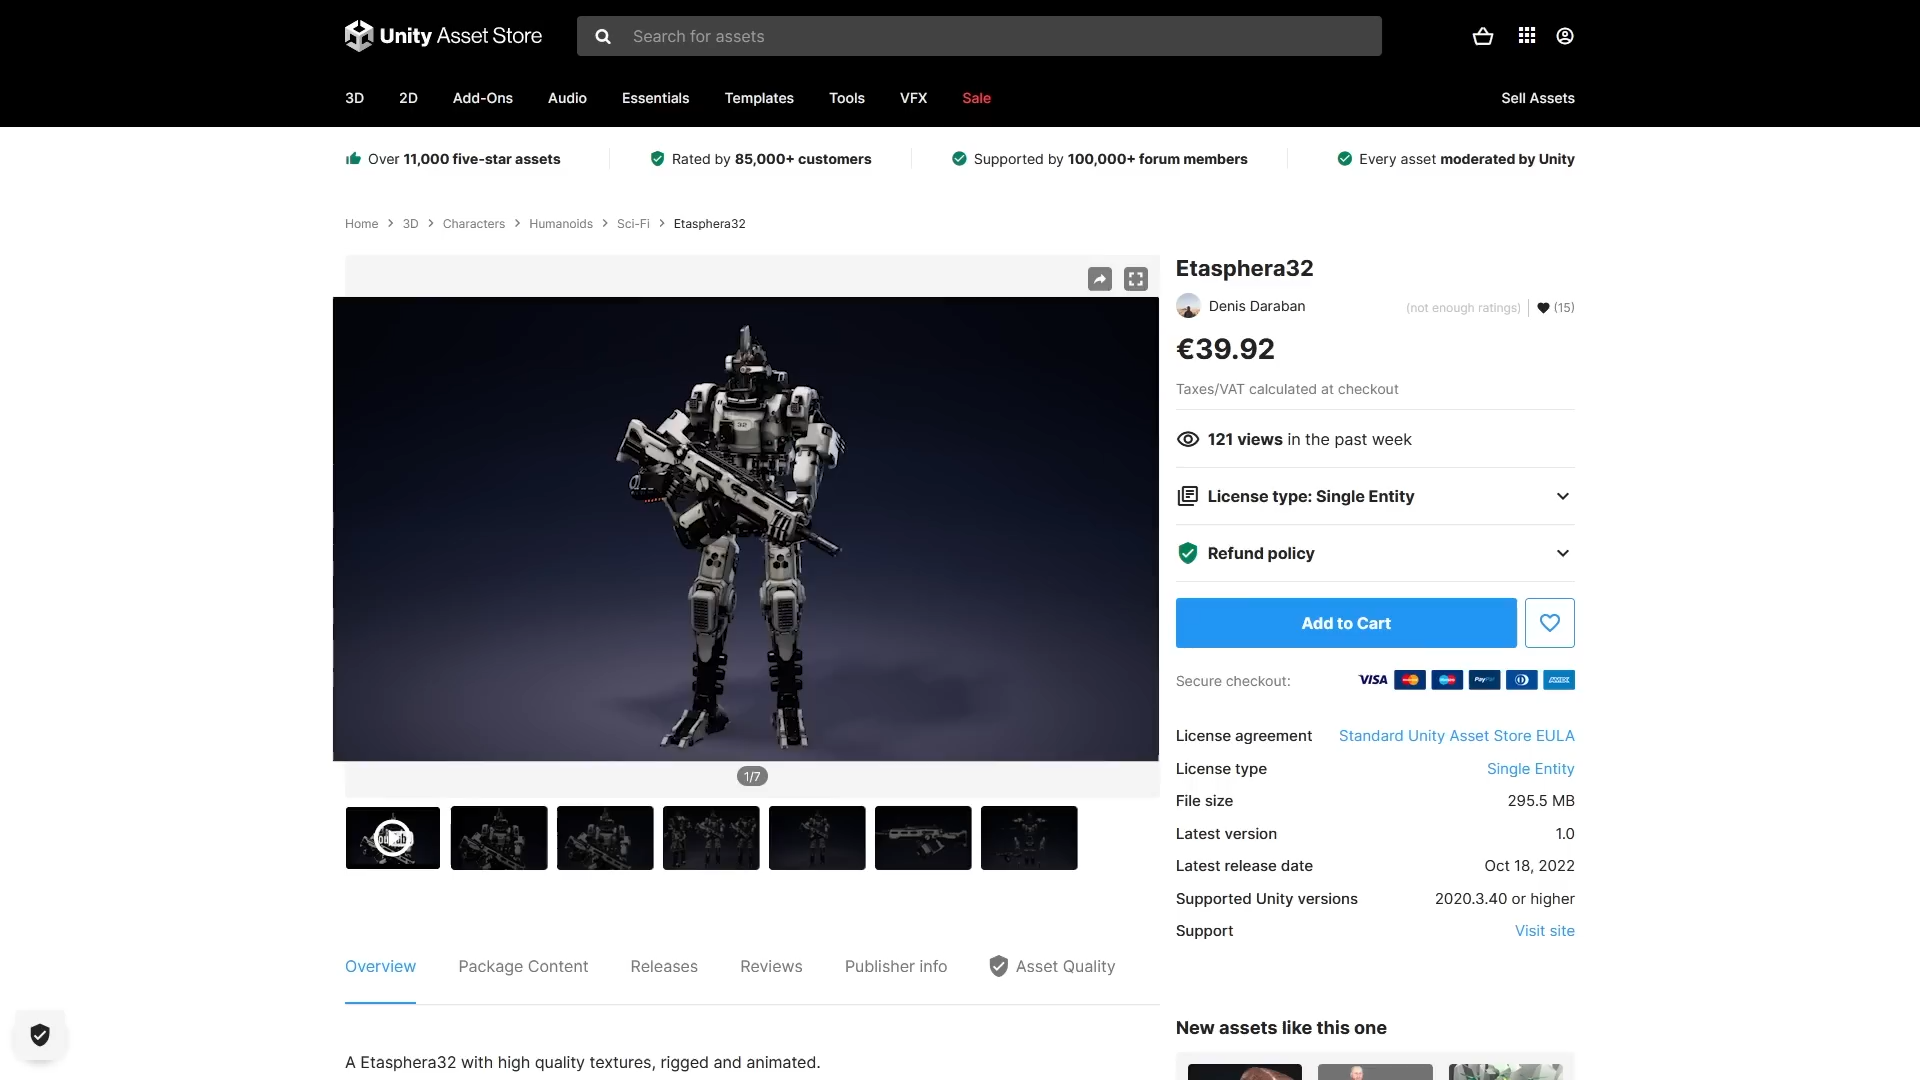 Unity Asset Store
Search for assets
3D 2D Add-Ons Audio Essentials Templates Tools VFX Sale Sell Assets
Over 11,000 five-star assets Rated by 85,000+ customers Supported by 100,000+ forum members Every asset moderated by Unity
Home > 3D > Characters > Humanoids > Sci-Fi > Etasphera32
Etasphera32
Denis Daraban (not enough ratings) (15)
€39.92
Taxes/VAT calculated at checkout
121 views in the past week
License type: Single Entity
Refund policy
Add to Cart
Secure checkout: VISA PayPal AMEX
License agreement Standard Unity Asset Store EULA
License type Single Entity
File size 295.5 MB
Latest version 1.0
Latest release date Oct 18, 2022
Supported Unity versions 2020.3.40 or higher
Support Visit site
32
1/7
Overview Package Content Releases Reviews Publisher info Asset Quality
A Etasphera32 with high quality textures, rigged and animated.
New assets like this one